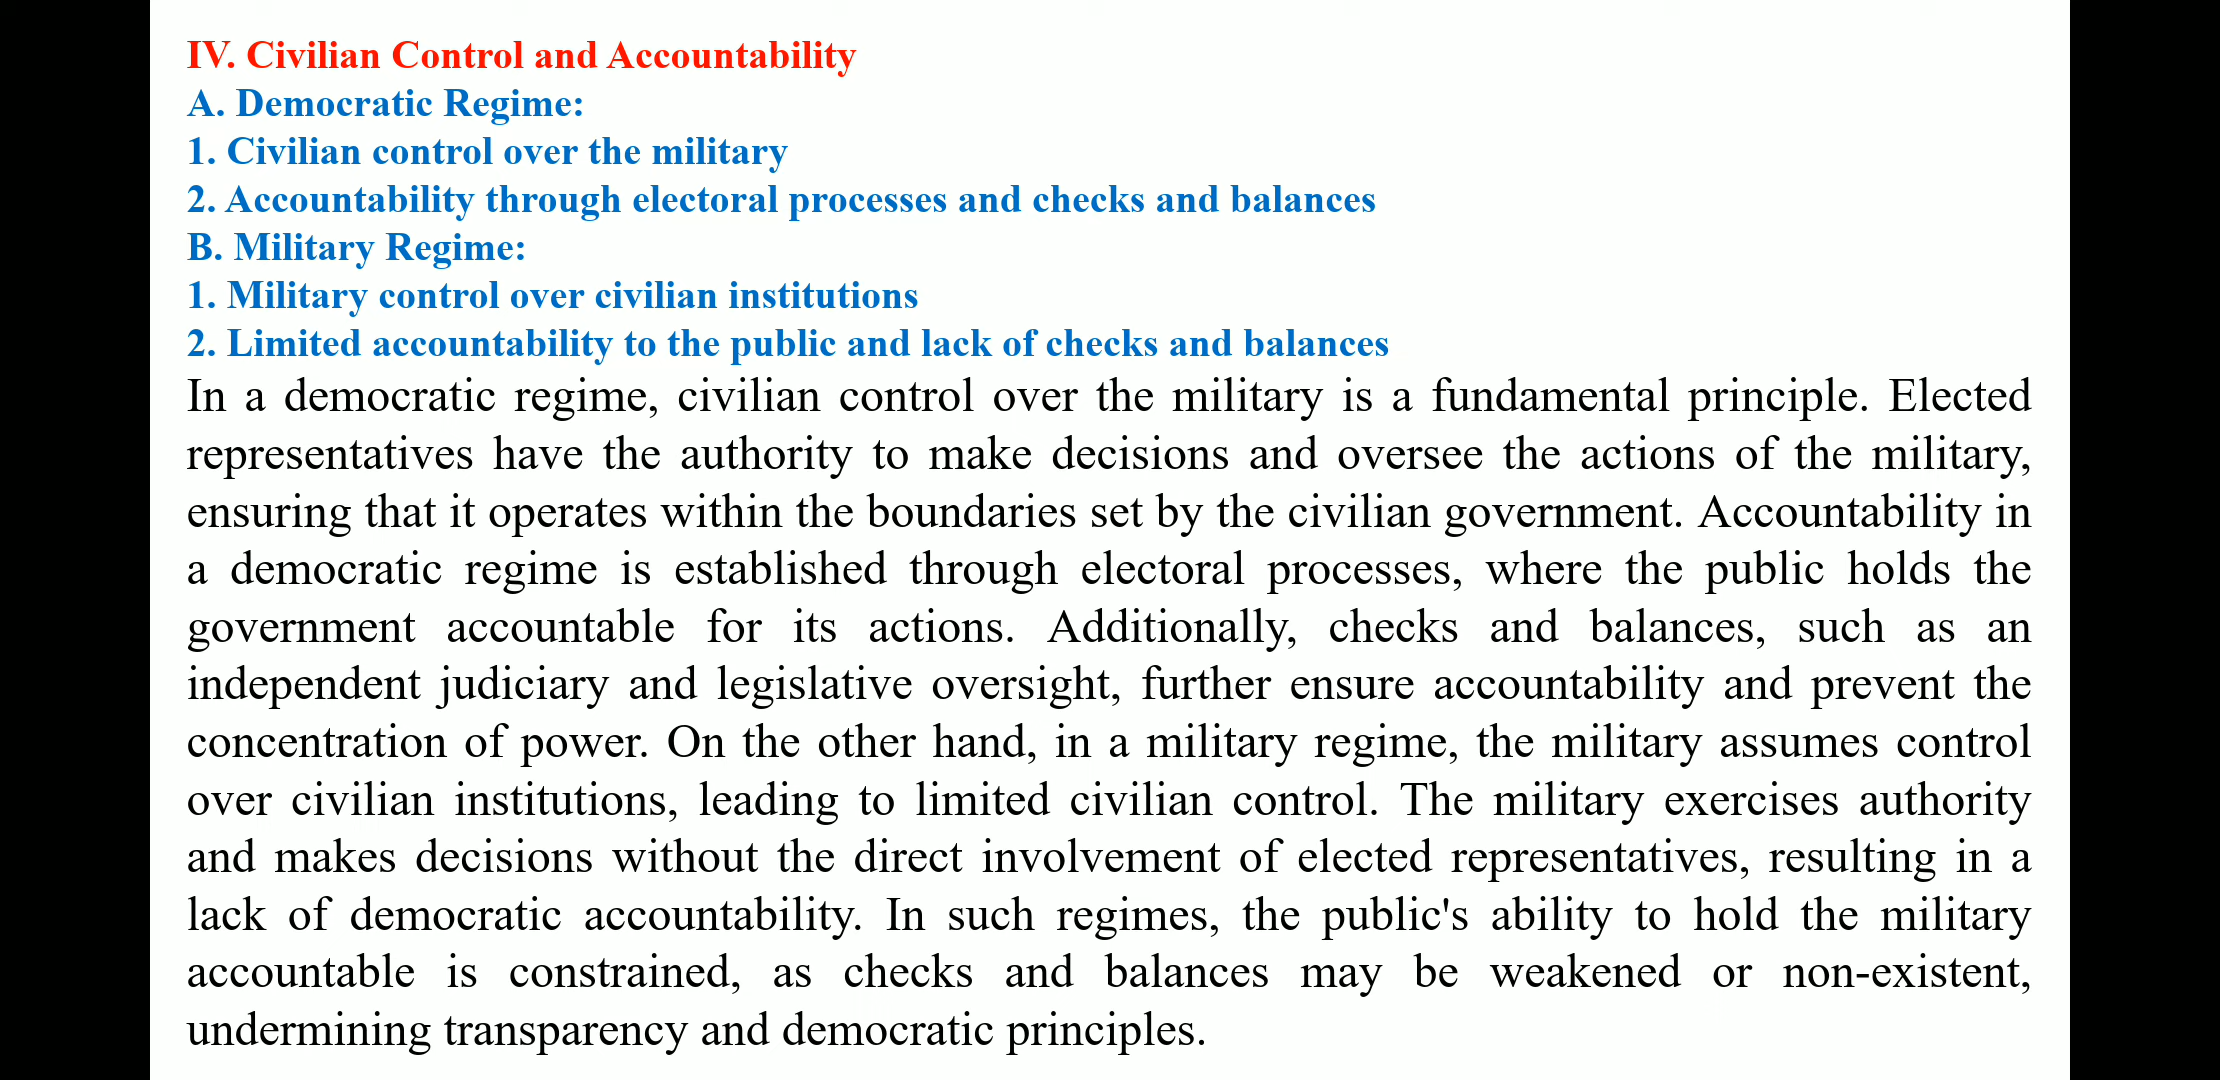 IV. Civilian Control and Accountability
A. Democratic Regime:
1. Civilian control over the military
2. Accountability through electoral processes and checks and balances
B. Military Regime:
1. Military control over civilian institutions
2. Limited accountability to the public and lack of checks and balances
In a democratic regime, civilian control over the military is a fundamental principle. Elected
representatives have the authority to make decisions and oversee the actions of the military,
ensuring that it operates within the boundaries set by the civilian government. Accountability in
a democratic regime is established through electoral processes, where the public holds the
government accountable for its actions. Additionally, checks and balances, such as an
independent judiciary and legislative oversight, further ensure accountability and prevent the
concentration of power. On the other hand, in a military regime, the military assumes control
over civilian institutions, leading to limited civilian control. The military exercises authority
and makes decisions without the direct involvement of elected representatives, resulting in a
lack of democratic accountability. In such regimes, the public's ability to hold the military
accountable is constrained, as checks and balances may be weakened or non-existent,
undermining transparency and democratic principles.